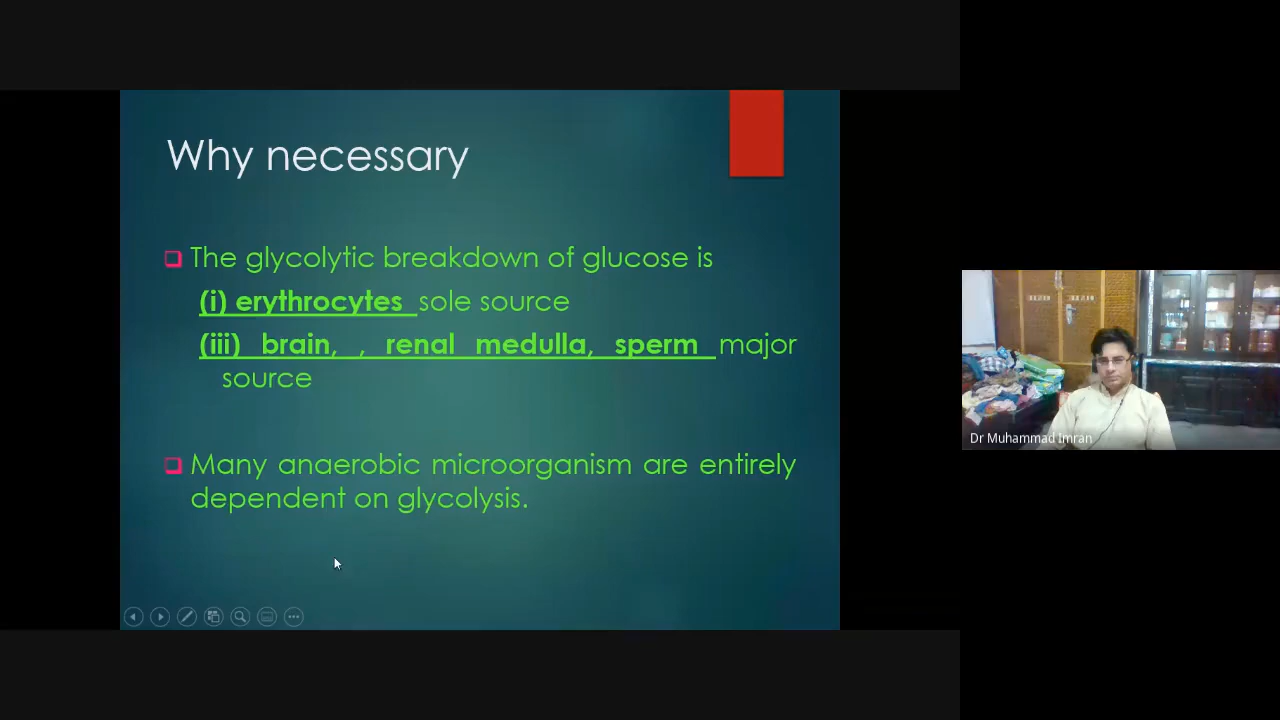 Why necessary
The glycolytic breakdown of glucose is
(i) erythrocytes sole source
(iii) brain, , renal medulla, sperm major
source
Many anaerobic microorganism are entirely
dependent on glycolysis.
Dr Muhammad Imran